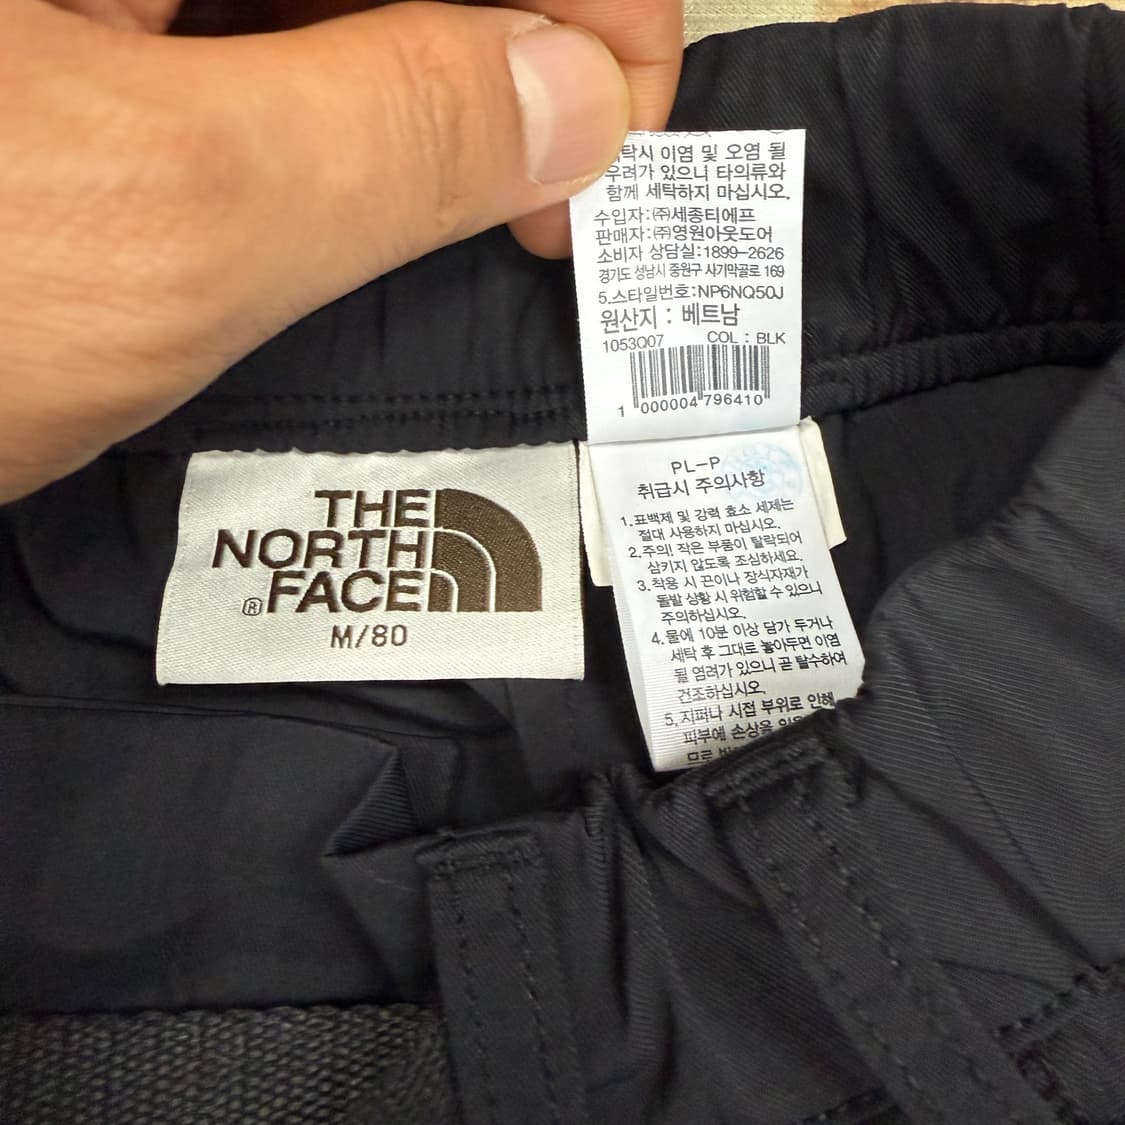 탁시 이염 및 오염 될
우려가 있으니 타의류와
함께 세탁하지 마십시오.
수입자:㈜세종티에프
판매자:㈜영원아웃도어
소비자 상담실:1899-2626
경기도 성남시 중원구 사기막골로 169
5.스타일번호:NP6NQ50J
원산지 : 베트남
1053Q07 COL : BLK
1 000004 796410
THE
NORTH
FACE
®
M/80
PL-P
취급시 주의사항
1.표백제 및 강력 효소 세제는
절대 사용하지 마십시오.
2.주의! 작은 부품이 탈락되어
삼키지 않도록 조심하세요.
3.착용 시 끈이나 장식자재가
돌발 상황 시 위험할 수 있으니
주의하십시오.
4.물에 10분 이상 담가 두거나
세탁 후 그대로 놓아두면 이염
될 염려가 있으니 곧 탈수하여
건조하십시오.
5.지퍼나 시접 부위로 인해
피부에 손상을